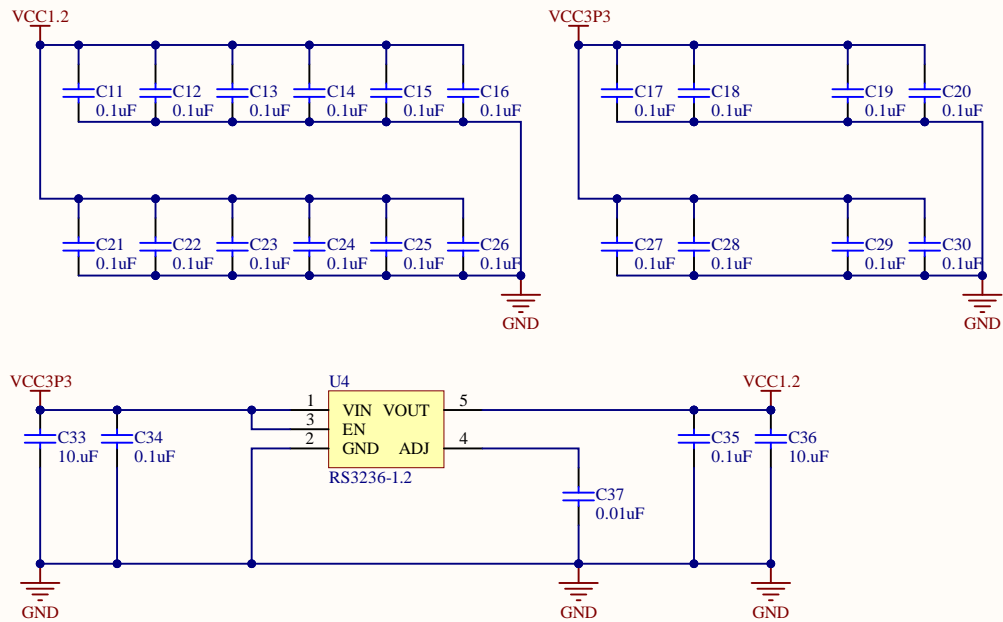 VCC1.2 VCC3P3
C11 C12 C13 C14 C15 C16 C17 C18 C19 C20
0.1uF 0.1uF 0.1uF 0.1uF 0.1uF 0.1uF 0.1uF 0.1uF 0.1uF 0.1uF
C21 C22 C23 C24 C25 C26 C27 C28 C29 C30
0.1uF 0.1uF 0.1uF 0.1uF 0.1uF 0.1uF 0.1uF 0.1uF 0.1uF 0.1uF
GND GND
VCC3P3 U4 VCC1.2
1 VIN VOUT 5
3 EN
2 GND ADJ 4
C33 C34 C35 C36
10.uF 0.1uF 0.1uF 10.uF
RS3236-1.2
C37
0.01uF
GND GND GND